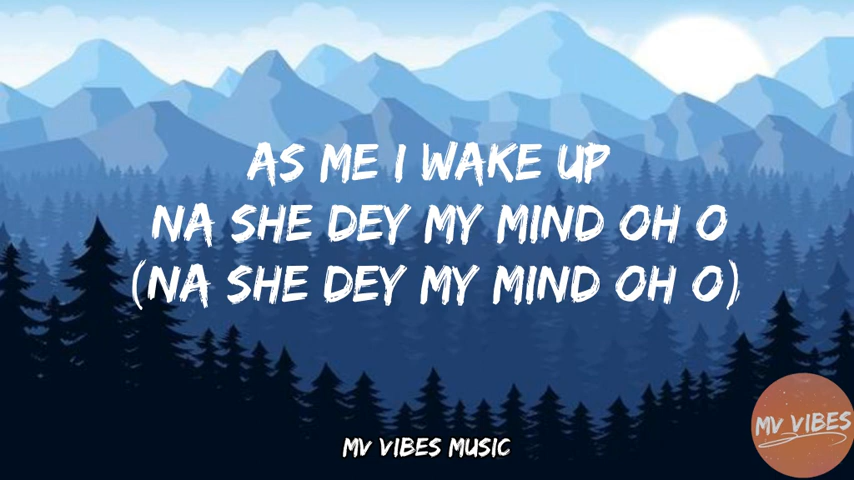 AS ME I WAKE UP
NA SHE DEY MY MIND OH O
(NA SHE DEY MY MIND OH O)
MV VIBES
MV VIBES MUSIC